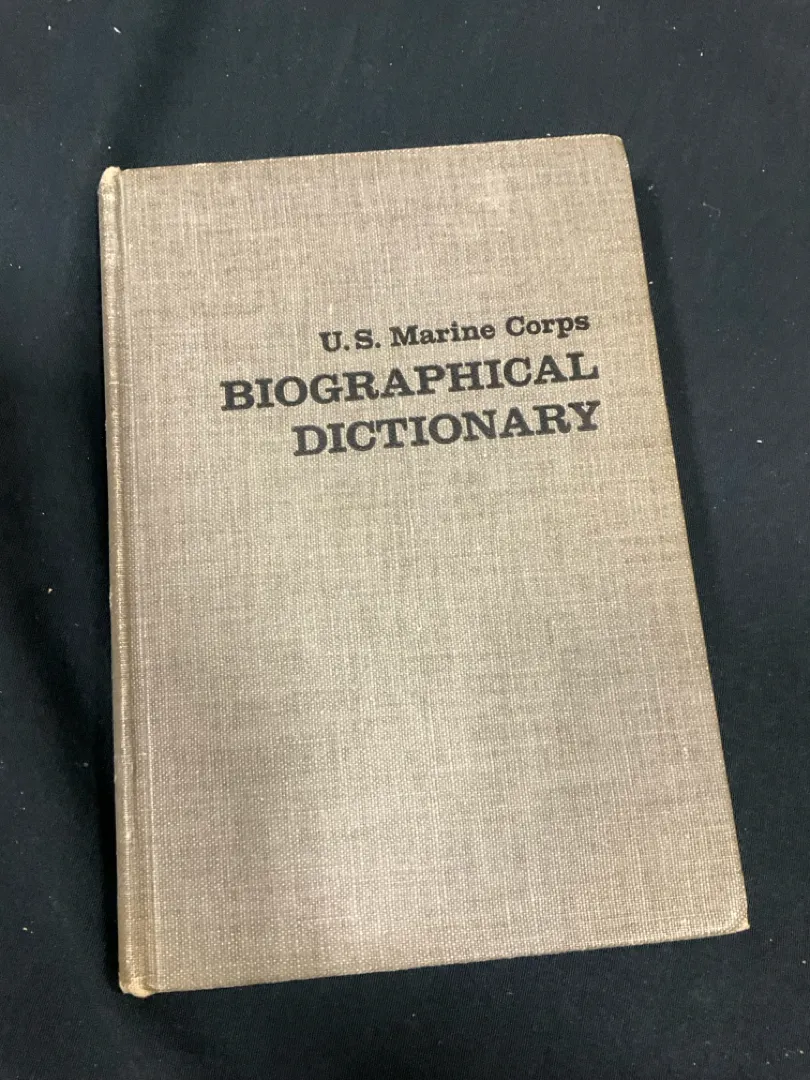 U.S. Marine Corps
BIOGRAPHICAL
DICTIONARY